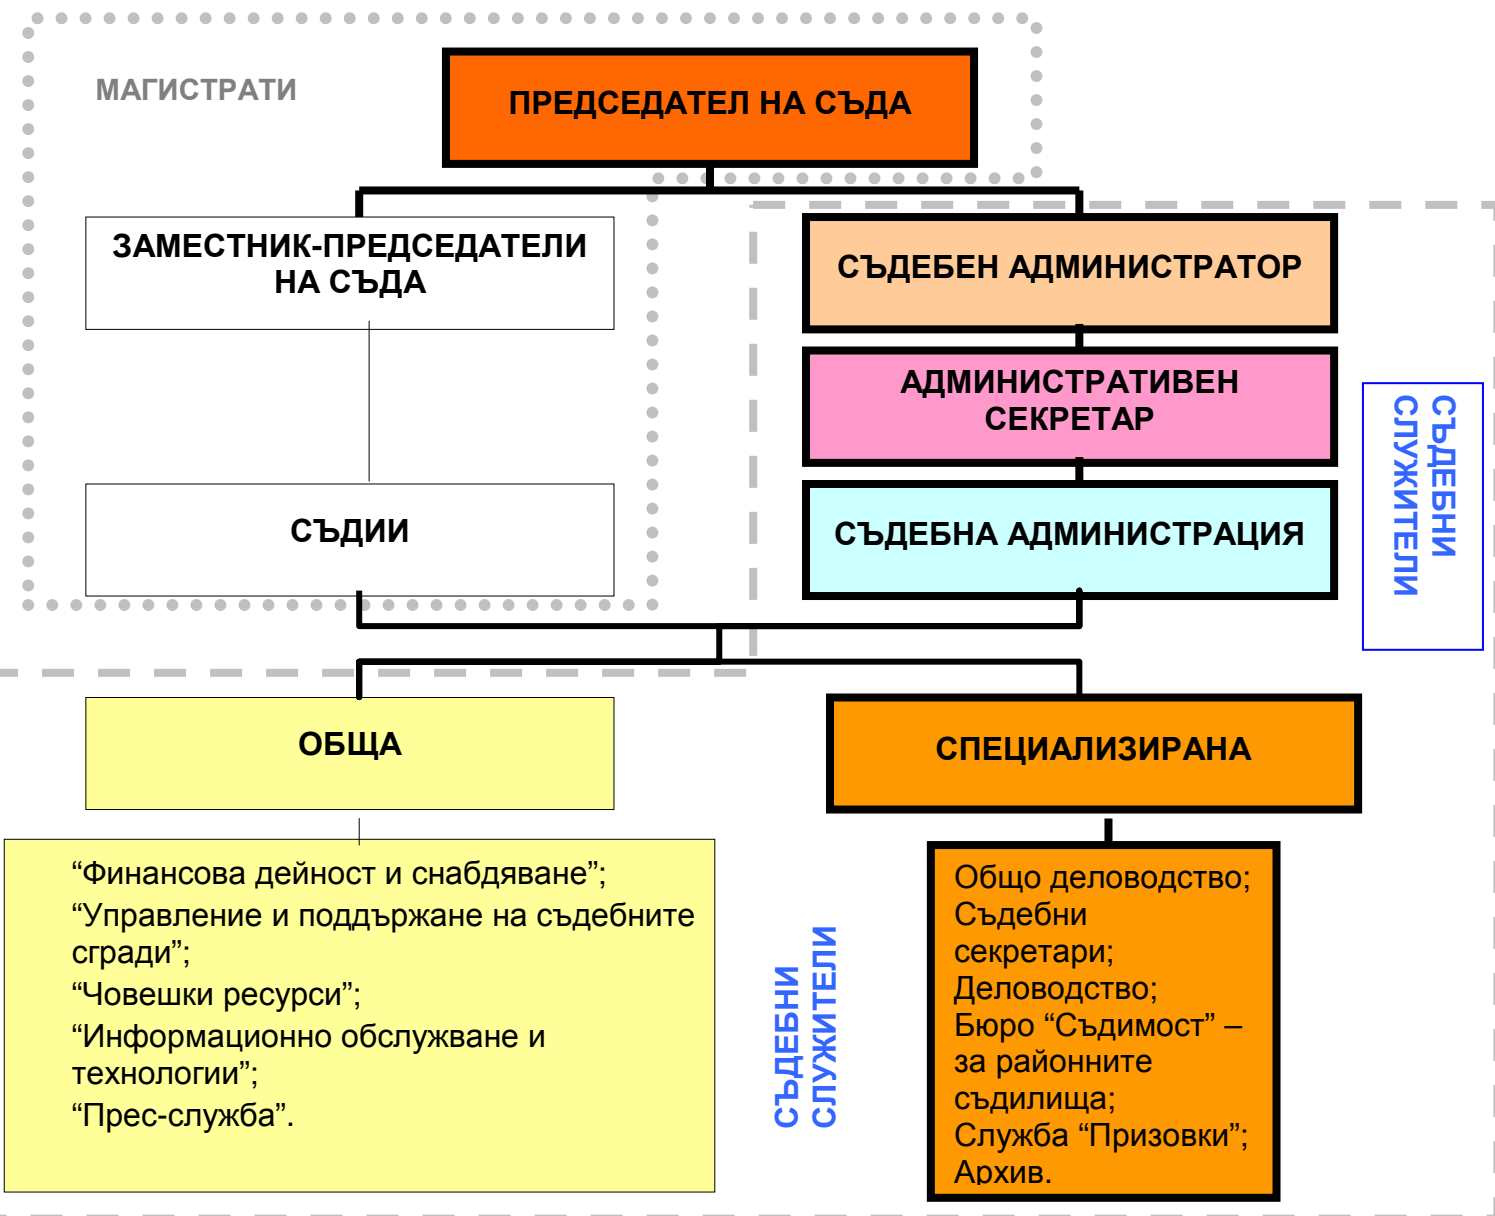 МАГИСТРАТИ
ПРЕДСЕДАТЕЛ НА СЪДА
ЗАМЕСТНИК-ПРЕДСЕДАТЕЛИ
НА СЪДА
СЪДЕБЕН АДМИНИСТРАТОР
АДМИНИСТРАТИВЕН
СЕКРЕТАР
СЪДЕБНИ
СЛУЖИТЕЛИ
СЪДИИ
СЪДЕБНА АДМИНИСТРАЦИЯ
ОБЩА
СПЕЦИАЛИЗИРАНА
“Финансова дейност и снабдяване”;
“Управление и поддържане на съдебните
сгради”;
“Човешки ресурси”;
“Информационно обслужване и
технологии”;
“Прес-служба”.
СЪДЕБНИ
СЛУЖИТЕЛИ
Общо деловодство;
Съдебни
секретари;
Деловодство;
Бюро “Съдимост” –
за районните
съдилища;
Служба “Призовки”;
Архив.